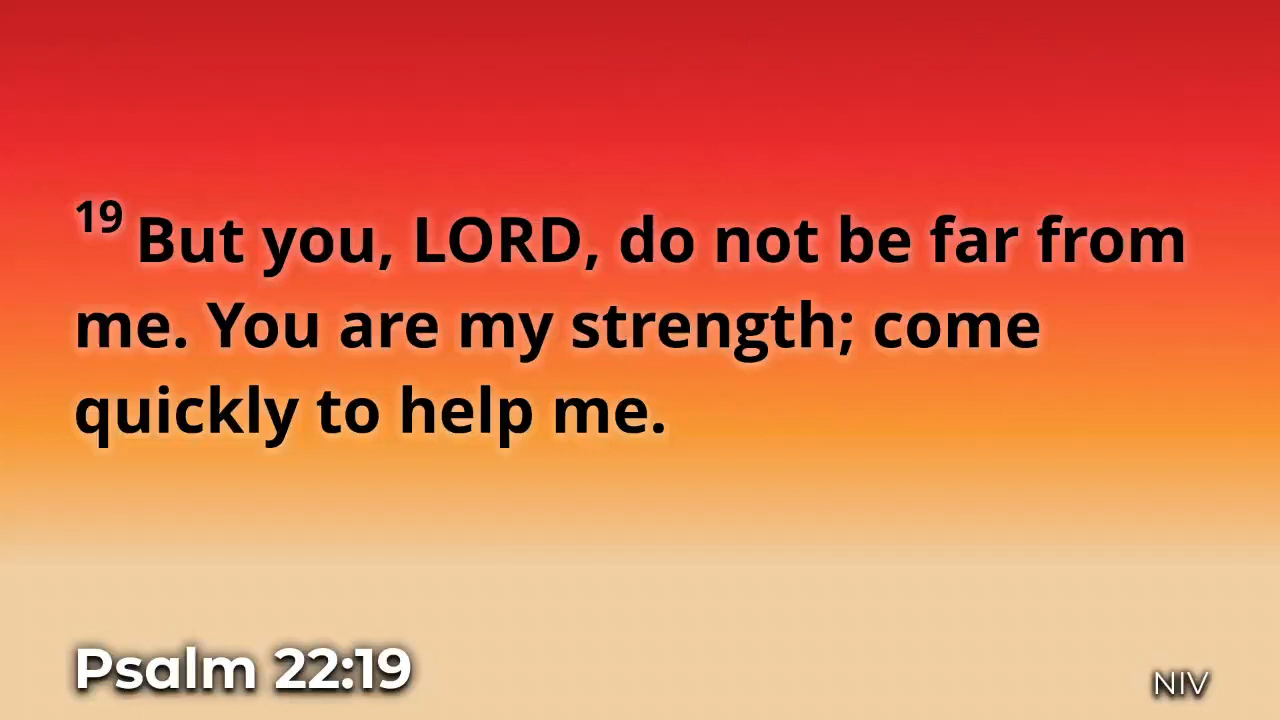 19 But you, LORD, do not be far from
me. You are my strength; come
quickly to help me.
Psalm 22:19
NIV